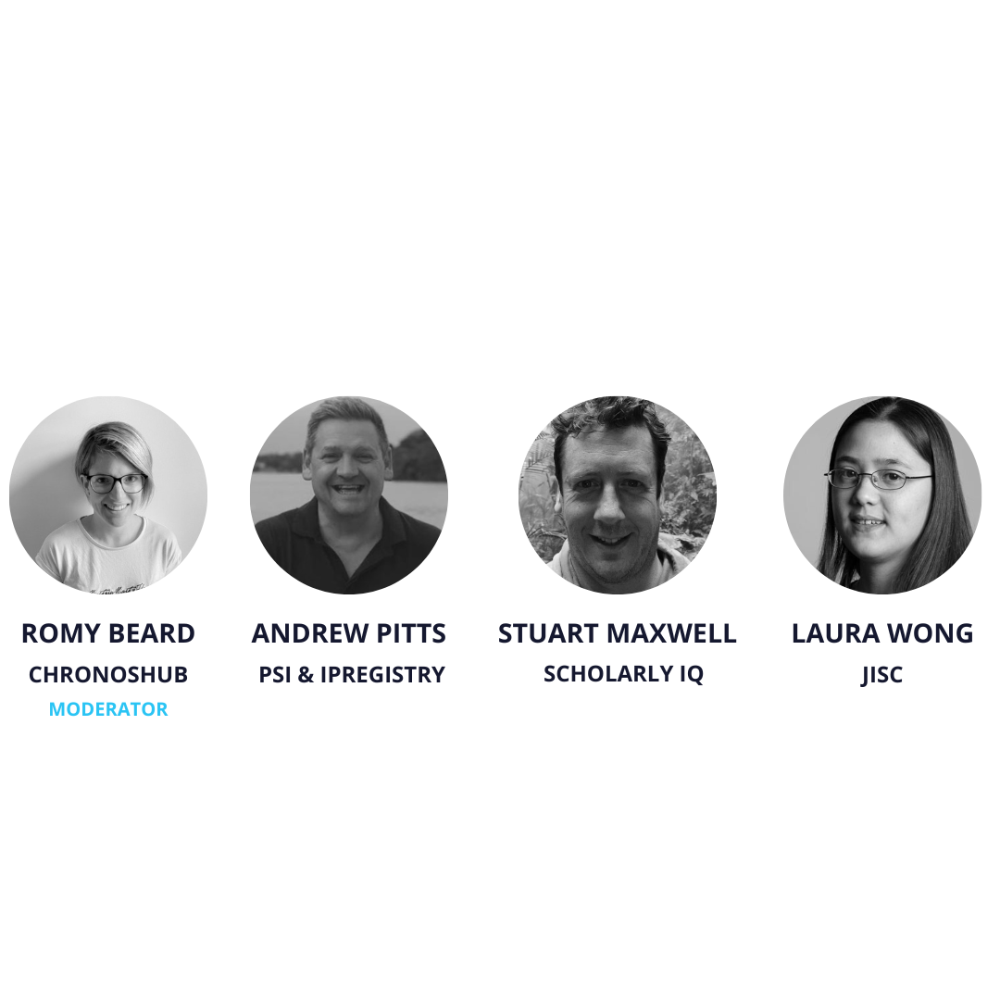 ROMY BEARD
CHRONOSHUB
MODERATOR
ANDREW PITTS
PSI & IPREGISTRY
STUART MAXWELL
SCHOLARLY IQ
LAURA WONG
JISC